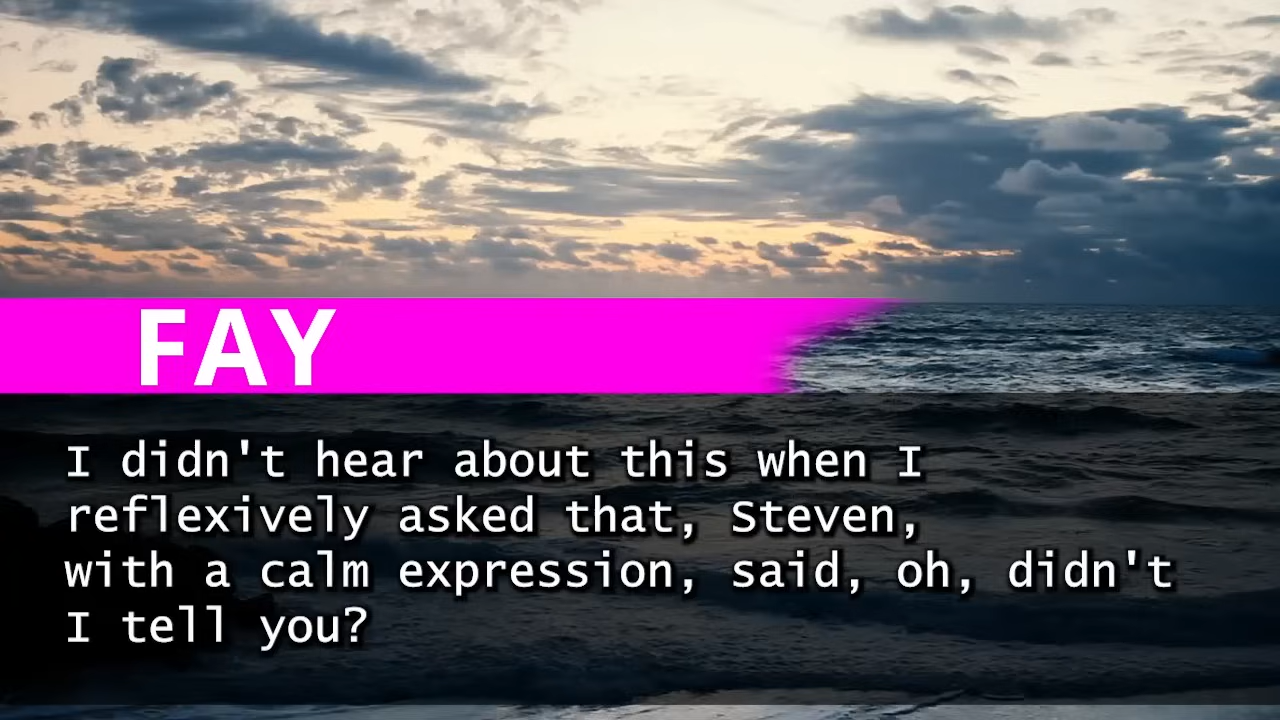 FAY
I didn't hear about this when I
reflexively asked that, Steven,
with a calm expression, said, oh, didn't
I tell you?